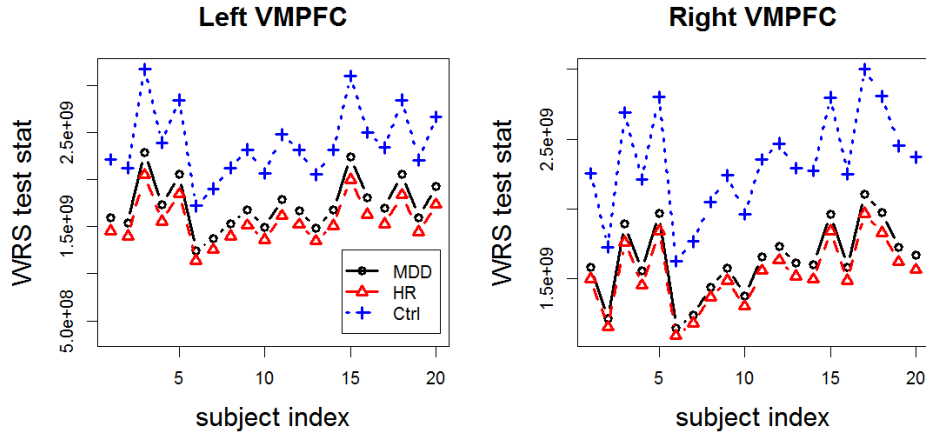 Left VMPFC
WRS test stat
5.0e+08
1.5e+09
2.5e+09
MDD
HR
Ctrl
5
10
15
20
subject index
Right VMPFC
WRS test stat
1.5e+09
2.5e+09
5
10
15
20
subject index